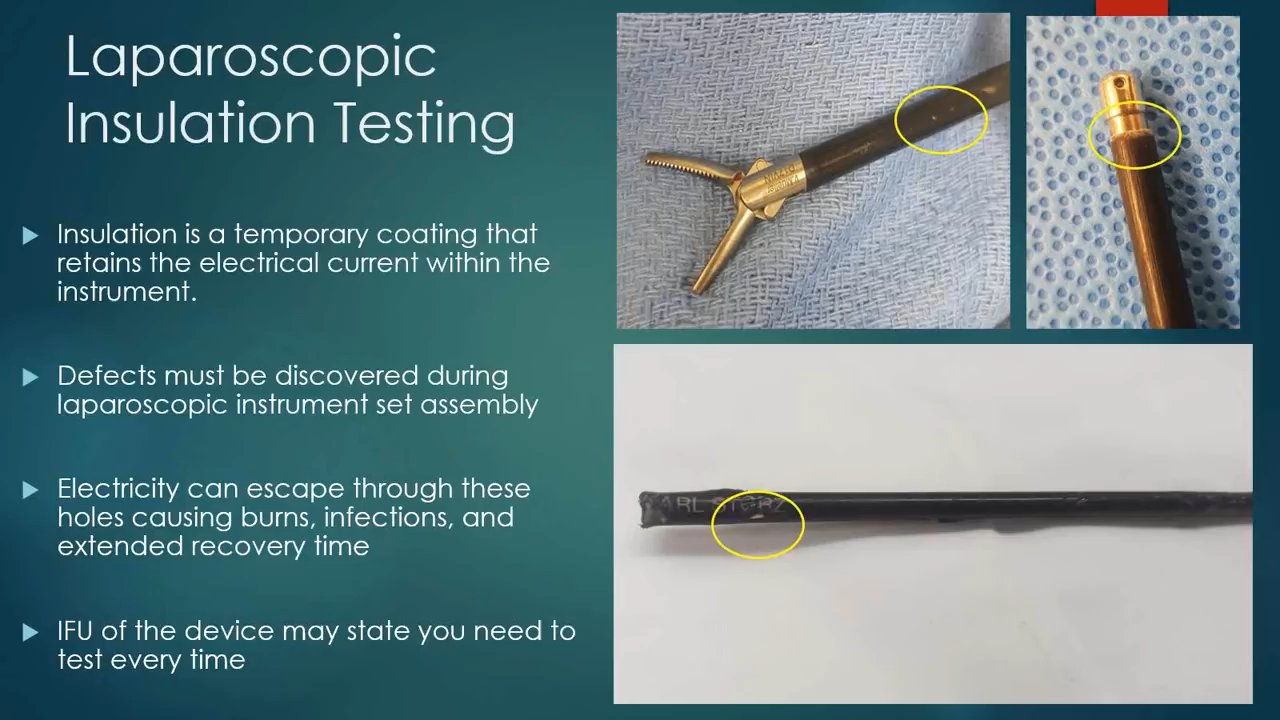 Laparoscopic
Insulation Testing
Insulation is a temporary coating that
retains the electrical current within the
instrument.
Defects must be discovered during
laparoscopic instrument set assembly
Electricity can escape through these
holes causing burns, infections, and
extended recovery time
IFU of the device may state you need to
test every time
ARL STORZ